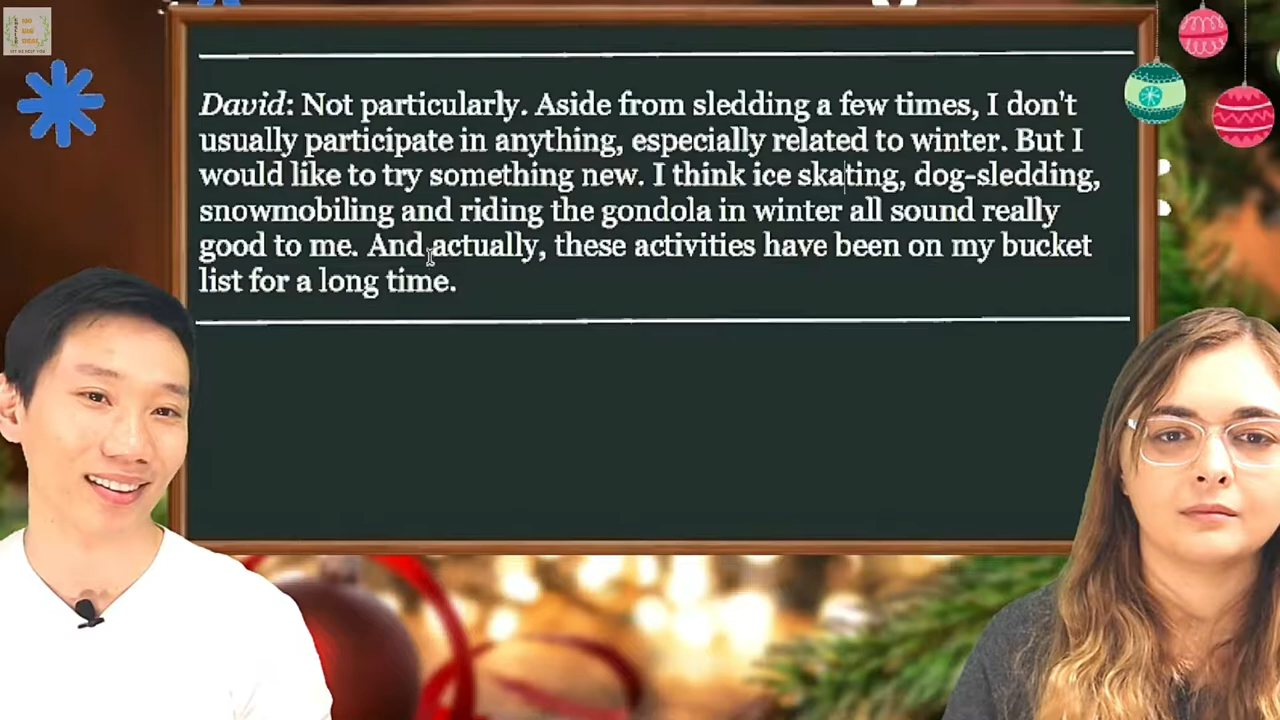 David: Not particularly. Aside from sledding a few times, I don't
usually participate in anything, especially related to winter. But I
would like to try something new. I think ice skating, dog-sledding,
snowmobiling and riding the gondola in winter all sound really
good to me. And actually, these activities have been on my bucket
list for a long time.